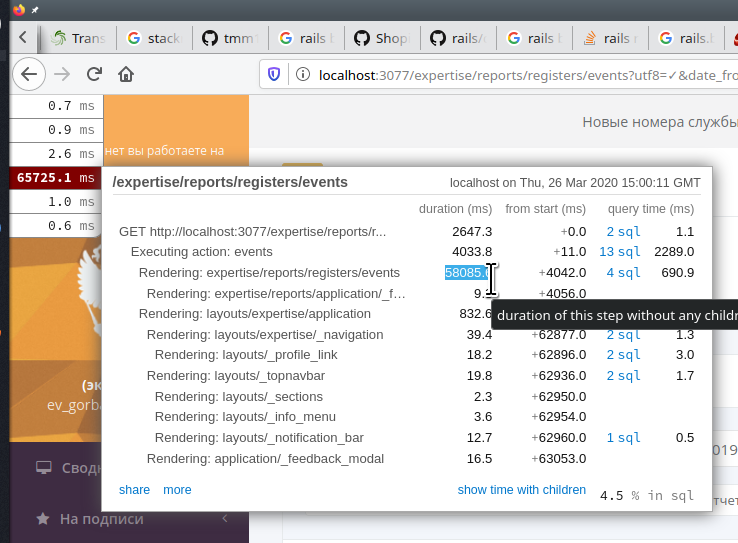 Trans
stack
tmm
rails
Shop
rails/
rails
rails
rails.
localhost:3077/expertise/reports/registers/events?utf8=✓&date_fro
0.7 ms
0.9 ms
2.6 ms
65725.1 ms
1.0 ms
0.6 ms
нет вы работаете на
Новые номера службы
/expertise/reports/registers/events localhost on Thu, 26 Mar 2020 15:00:11 GMT
duration (ms) from start (ms) query time (ms)
GET http://localhost:3077/expertise/reports/r... 2647.3 +0.0 2 sql 1.1
Executing action: events 4033.8 +11.0 13 sql 2289.0
Rendering: expertise/reports/registers/events 58085.6 +4042.0 4 sql 690.9
Rendering: expertise/reports/application/_f... 9. +4056.0
duration of this step without any childr
Rendering: layouts/expertise/application 832.6
Rendering: layouts/expertise/_navigation 39.4 +62877.0 2 sql 1.3
Rendering: layouts/_profile_link 18.2 +62896.0 2 sql 3.0
Rendering: layouts/_topnavbar 19.8 +62936.0 2 sql 1.7
Rendering: layouts/_sections 2.3 +62950.0
Rendering: layouts/_info_menu 3.6 +62954.0
Rendering: layouts/_notification_bar 12.7 +62960.0 1 sql 0.5
Rendering: application/_feedback_modal 16.5 +63053.0
share more show time with children 4.5 % in sql
(эк
ev_gorba
Сводн
На подписи
019
тчет